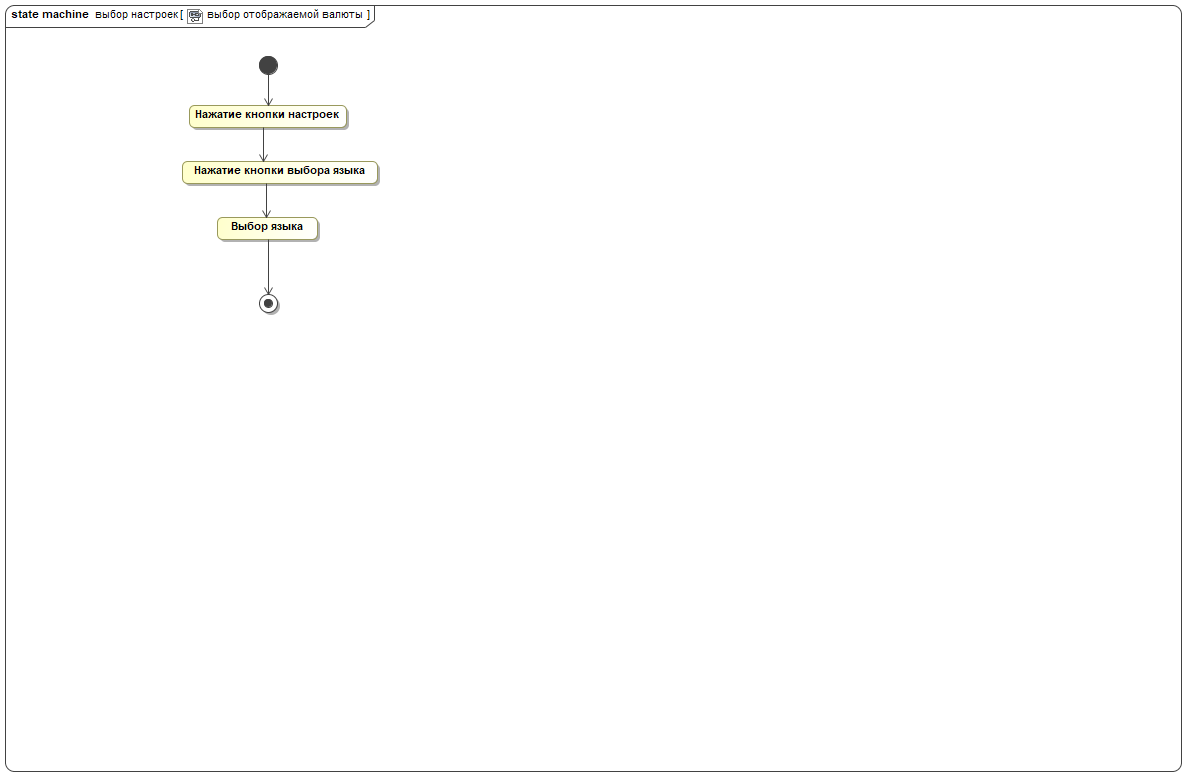 state machine выбор настроек[ выбор отображаемой валюты ]
Нажатие кнопки настроек
Нажатие кнопки выбора языка
Выбор языка